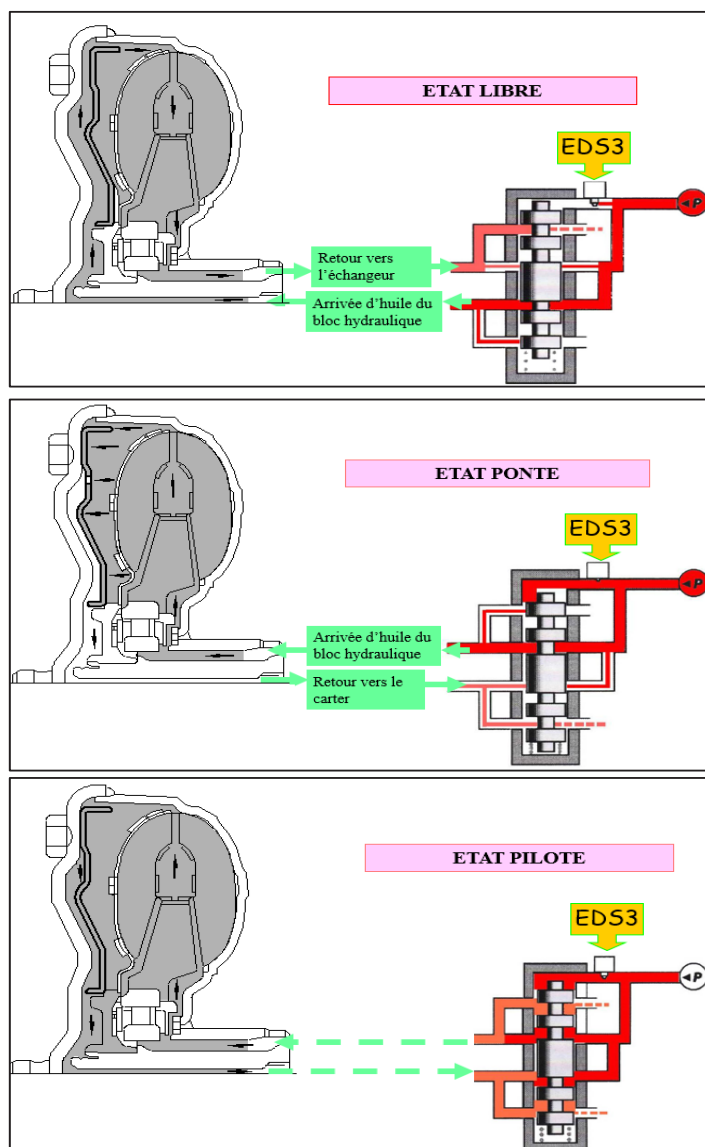 ETAT LIBRE
EDS3
P
Retour vers
l'échangeur
Arrivée d'huile du
bloc hydraulique
ETAT PONTE
EDS3
P
Arrivée d'huile du
bloc hydraulique
Retour vers le
carter
ETAT PILOTE
EDS3
P